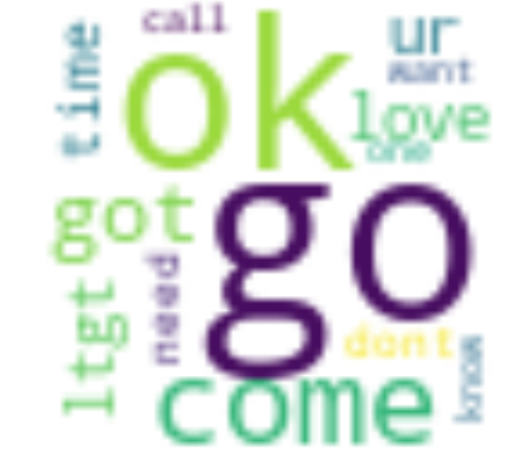 call
ok
ur
want
time
love
one
got
go
need
ltgt
dont
know
come